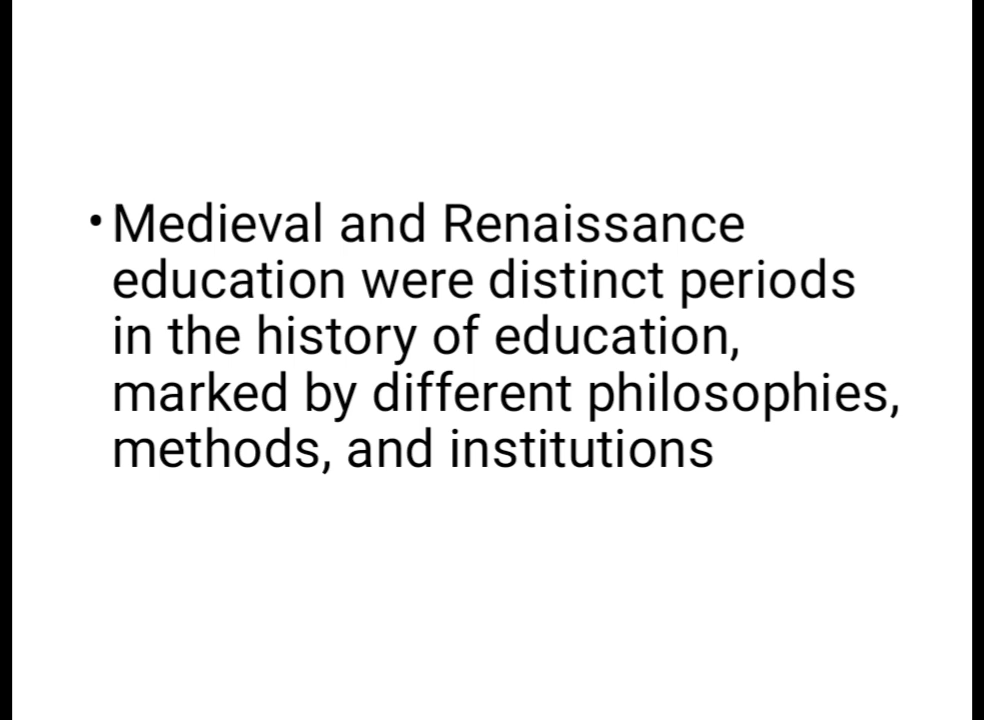 • Medieval and Renaissance
education were distinct periods
in the history of education,
marked by different philosophies,
methods, and institutions